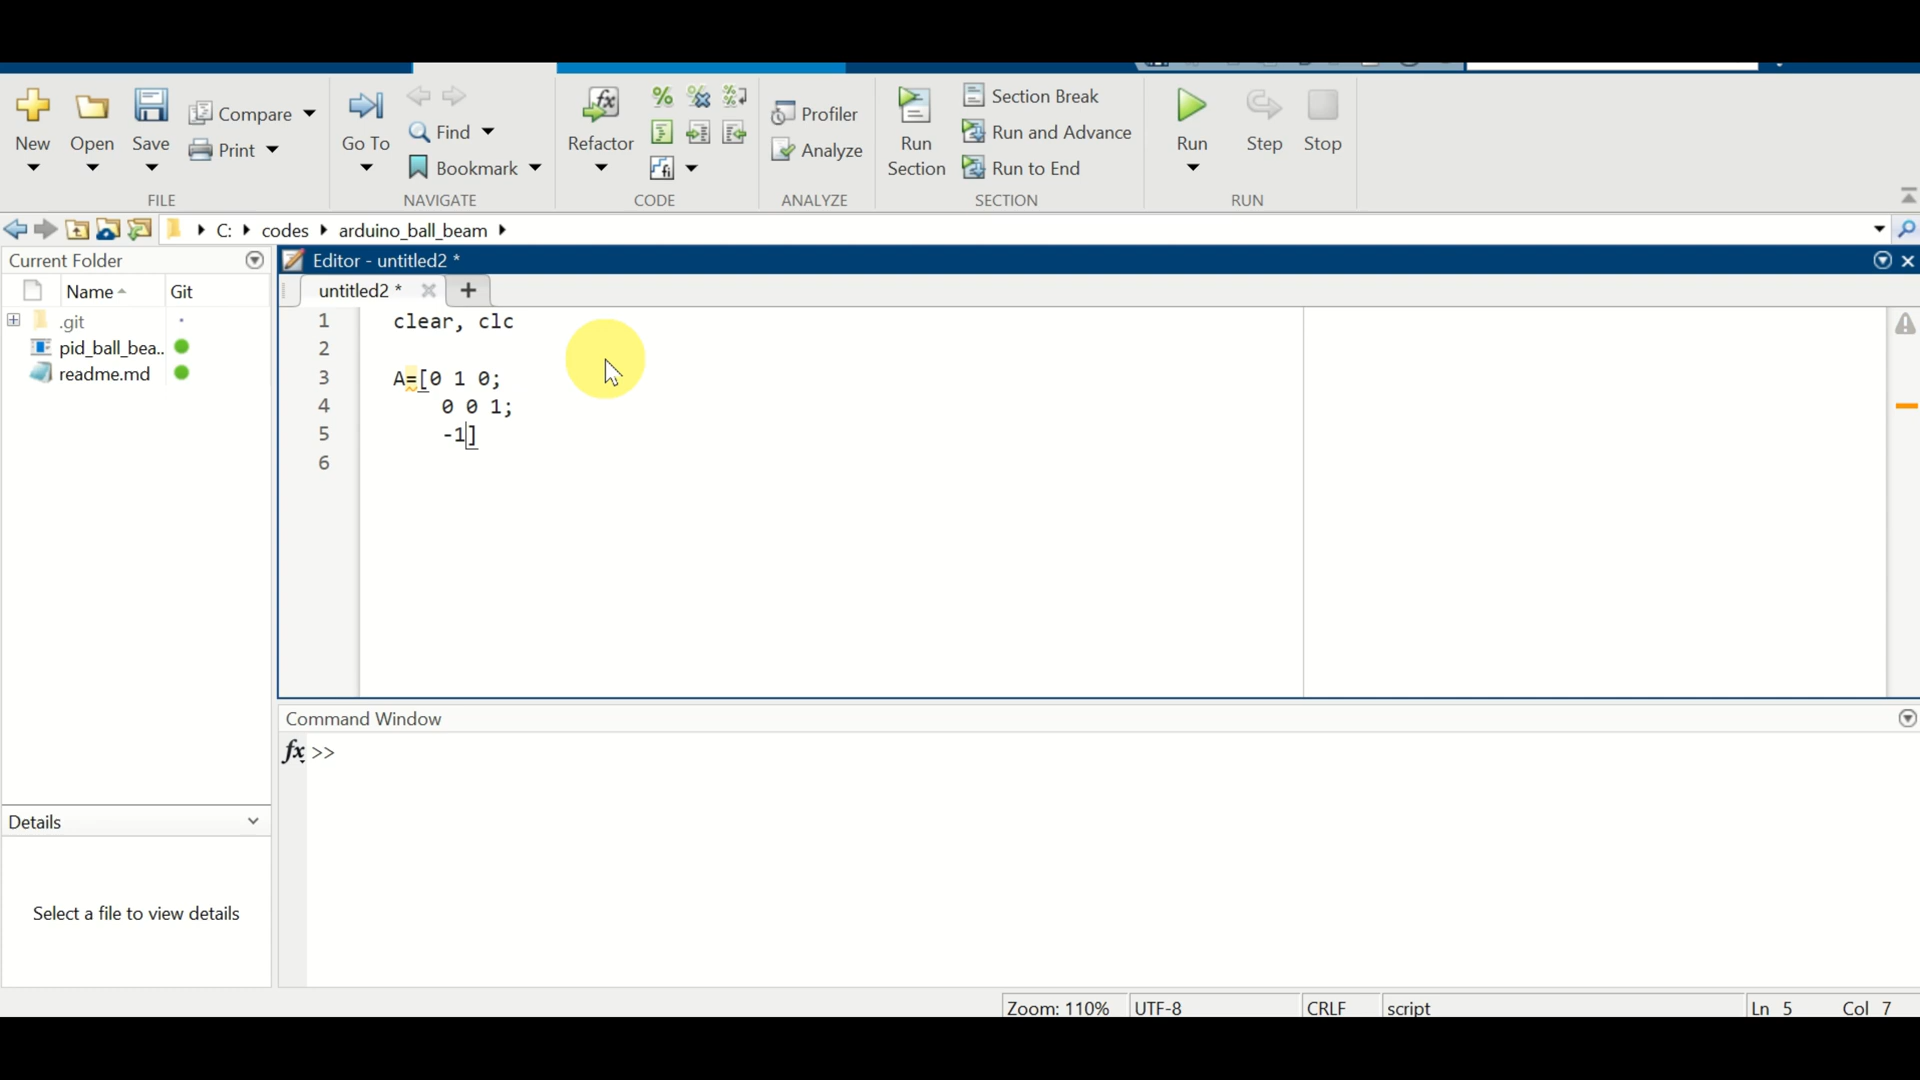 New
Open
Save
Compare
Print
FILE
Go To
Find
Bookmark
NAVIGATE
Refactor
CODE
Profiler
Analyze
ANALYZE
Run
Section
Section Break
Run and Advance
Run to End
SECTION
Run
Step
Stop
RUN
C: codes arduino_ball_beam
Current Folder
Name
Git
.git
pid_ball_bea..
readme.md
Editor - untitled2 *
untitled2 *
1 clear, clc
2
3 A=[0 1 0;
4 0 0 1;
5 -1]
6
Command Window
fx >>
Details
Select a file to view details
Zoom: 110% UTF-8 CRLF script Ln 5 Col 7